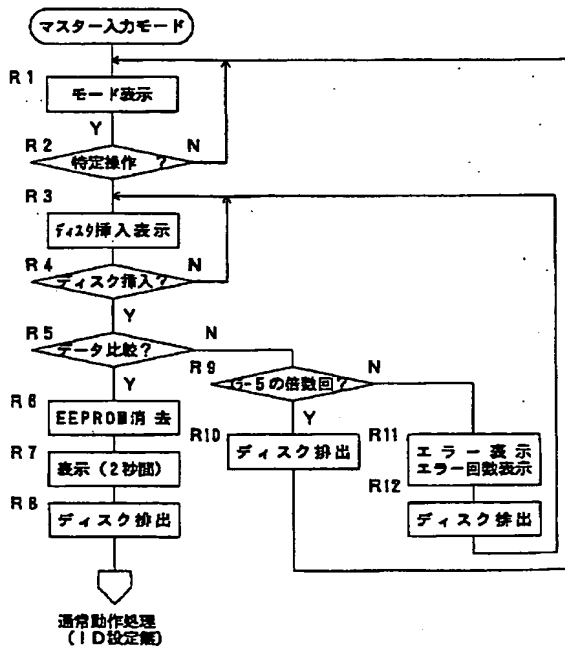 マスター入力モード
R1
モード表示
Y
R2
N
特定操作 ?
R3
ディスク挿入表示
R4
N
ディスク挿入?
Y
R5
N
データ比較?
Y
R9
N
G-5の倍数回?
Y
R6
EEPROM消去
R10
ディスク排出
R11
エラー表示
エラー回数表示
R7
表示(2秒間)
R12
ディスク排出
R8
ディスク排出
通常動作処理